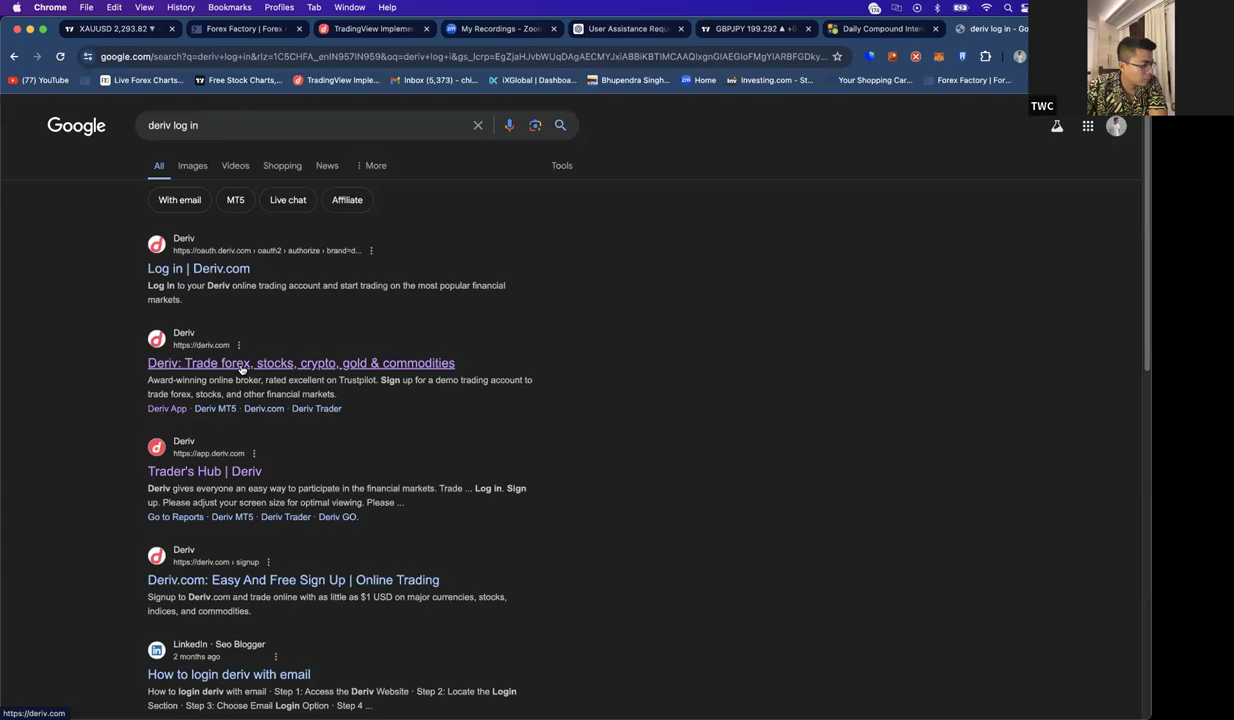 Chrome File Edit View History Bookmarks Profiles Tab Window Help
XAUUSD 2,293.82 Forex Factory | Forex TradingView Impleme My Recordings - Zoom User Assistance Requ GBPJPY 199.292 Daily Compound Inter deriv log in - Go
(77) YouTube Live Forex Charts,... Free Stock Charts,... TradingView Imple... Inbox (5,373) - chi... iXGlobal | Dashboa... Bhupendra Singh... Home Investing.com - St... Your Shopping Car... Forex Factory | For...
TWC
Google deriv log in
All Images Videos Shopping News More Tools
With email MT5 Live chat Affiliate
Deriv
https://oauth.deriv.com › oauth2 › authorize › brand=d...
Log in | Deriv.com
Log in to your Deriv online trading account and start trading on the most popular financial
markets.
Deriv
https://deriv.com
Deriv: Trade forex, stocks, crypto, gold & commodities
Award-winning online broker, rated excellent on Trustpilot. Sign up for a demo trading account to
trade forex, stocks, and other financial markets.
Deriv App · Deriv MT5 · Deriv.com · Deriv Trader
Deriv
https://app.deriv.com
Trader's Hub | Deriv
Deriv gives everyone an easy way to participate in the financial markets. Trade ... Log in. Sign
up. Please adjust your screen size for optimal viewing. Please ...
Go to Reports · Deriv MT5 · Deriv Trader · Deriv GO.
Deriv
https://deriv.com › signup
Deriv.com: Easy And Free Sign Up | Online Trading
Signup to Deriv.com and trade online with as little as $1 USD on major currencies, stocks,
indices, and commodities.
LinkedIn · Seo Blogger
2 months ago
How to login deriv with email
How to login deriv with email · Step 1: Access the Deriv Website · Step 2: Locate the Login
Section · Step 3: Choose Email Login Option · Step 4 ...
https://deriv.com